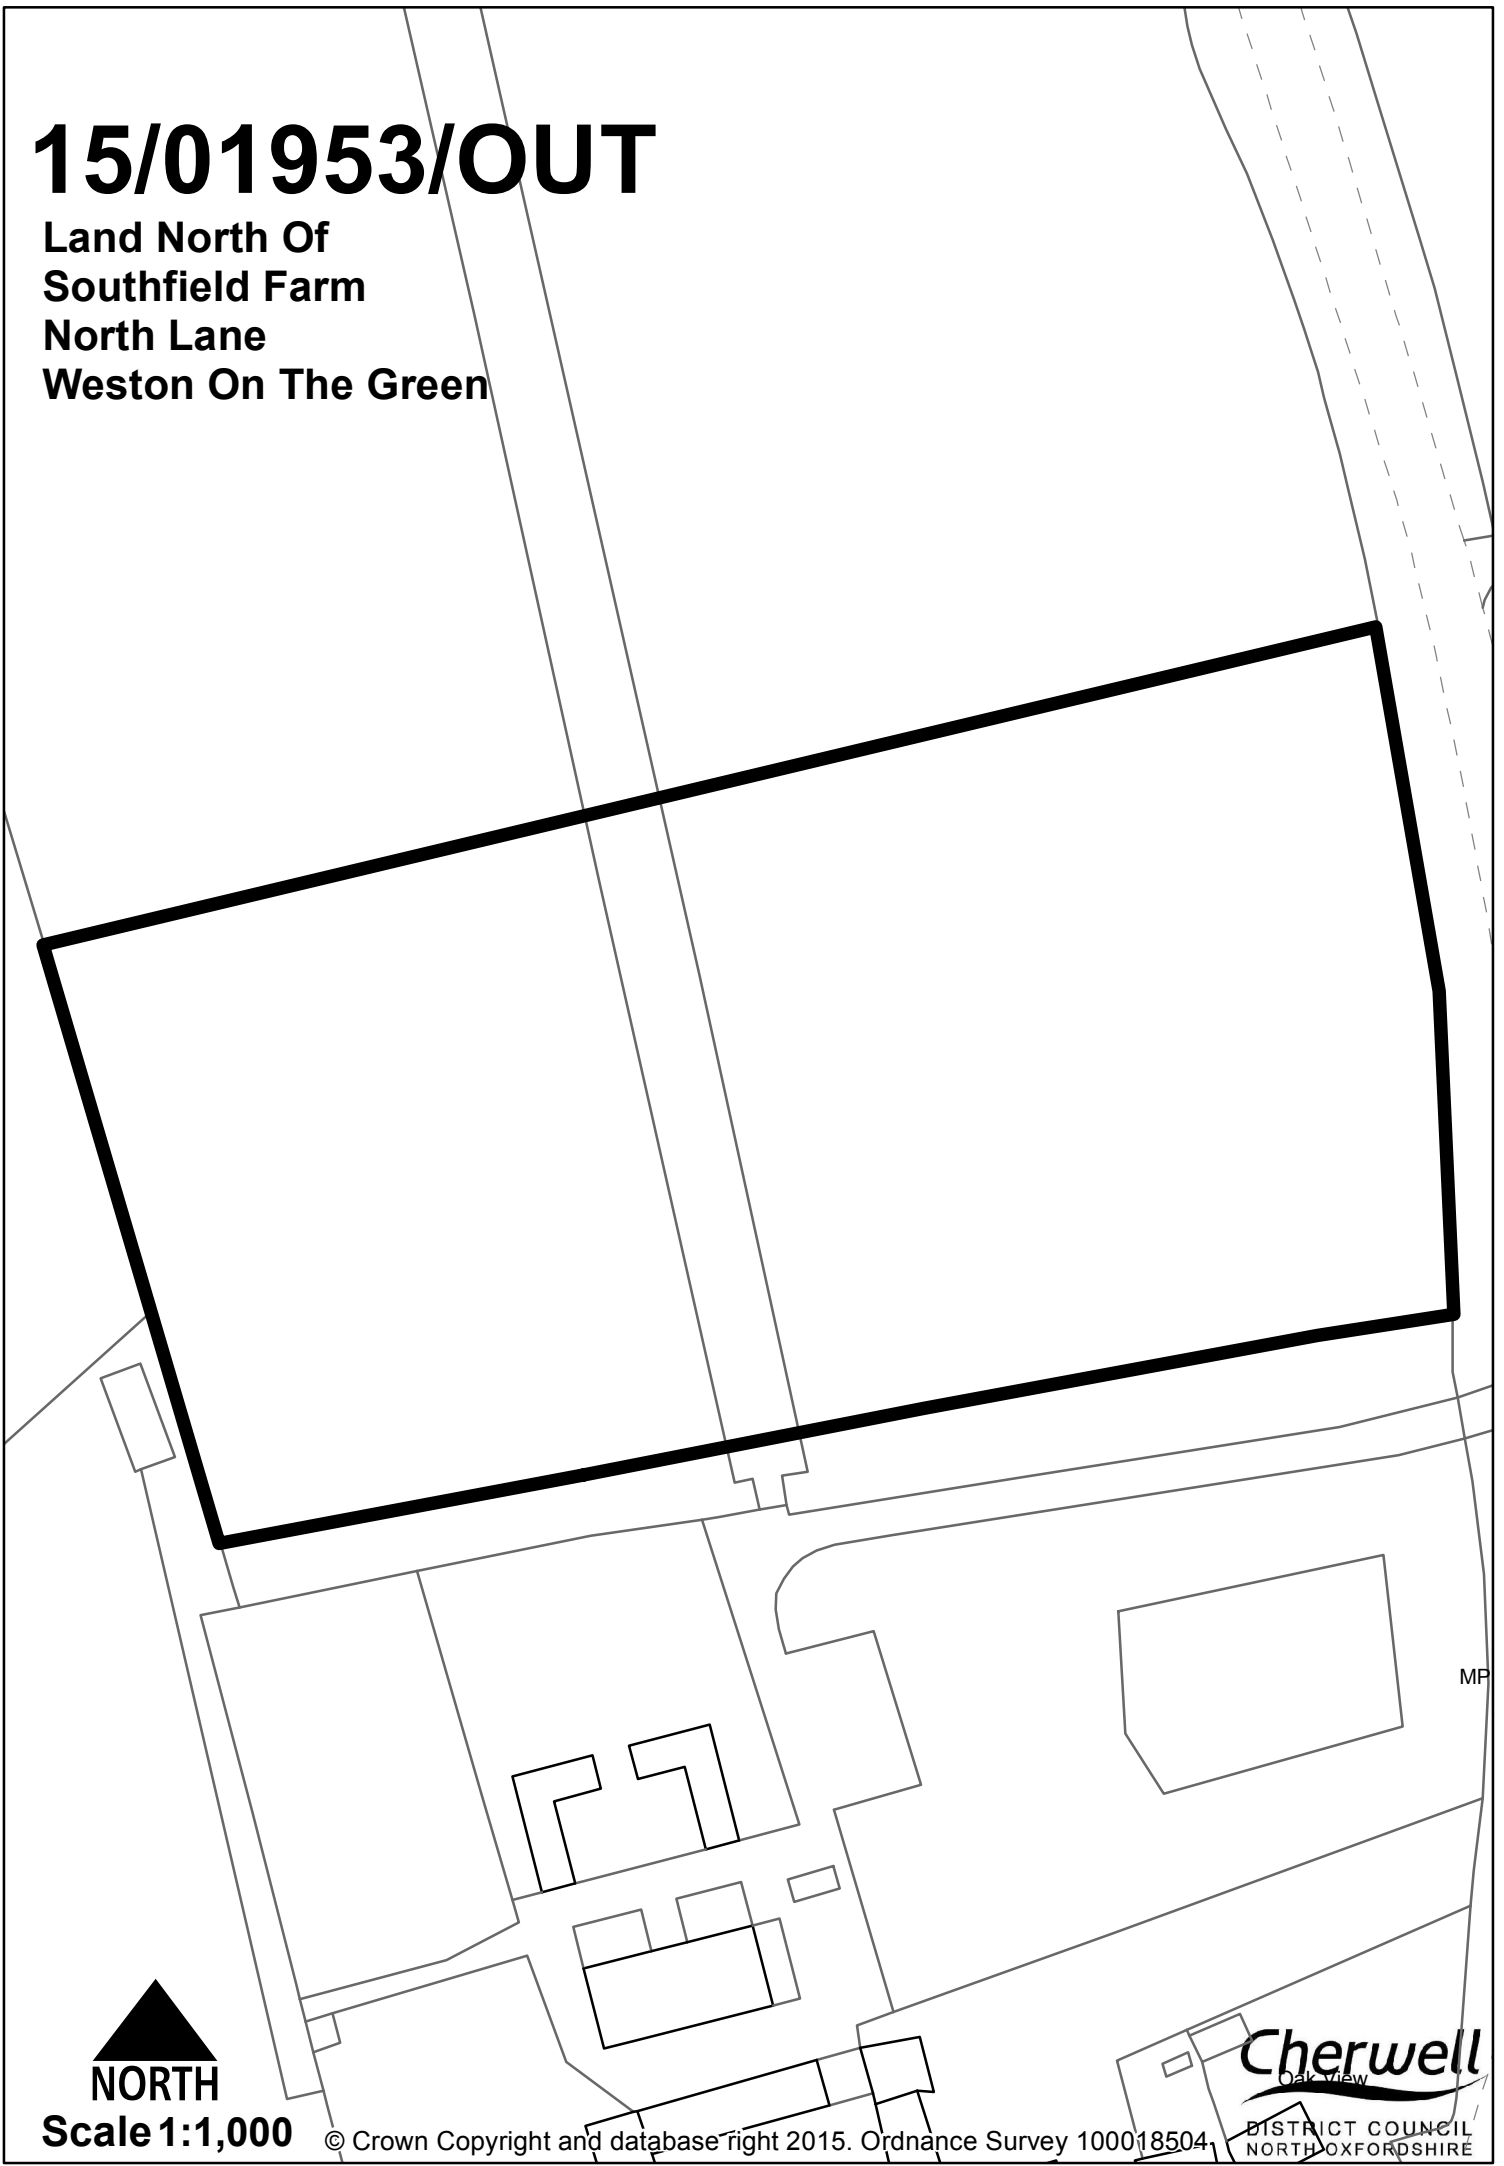 15/01953/OUT
Land North Of
Southfield Farm
North Lane
Weston On The Green
MP
NORTH
Scale 1:1,000
© Crown Copyright and database right 2015. Ordnance Survey 100018504.
Cherwell
Oak View
DISTRICT COUNCIL
NORTH OXFORDSHIRE